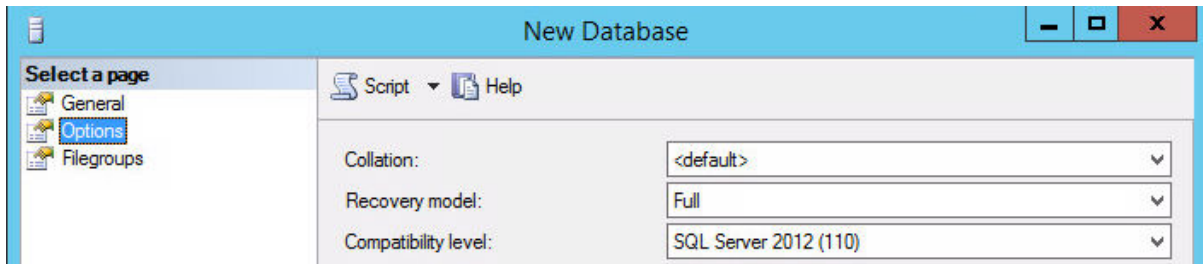 New Database
Select a page
General
Options
Filegroups
Script Help
Collation: <default>
Recovery model: Full
Compatibility level: SQL Server 2012 (110)